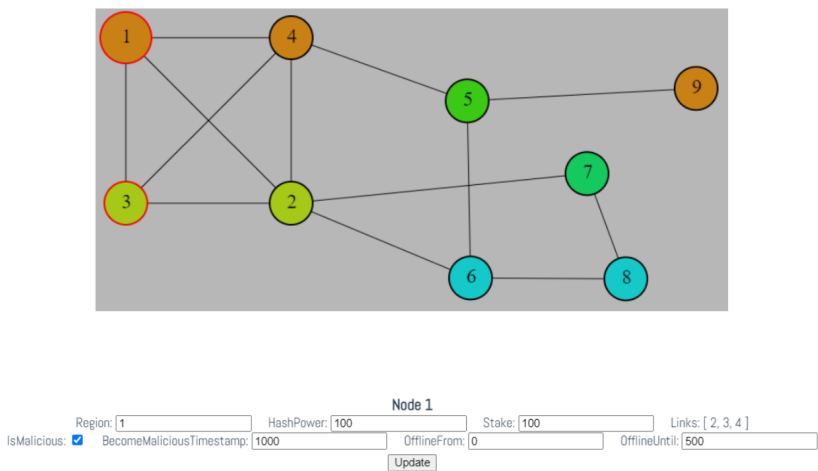 1 4
5 9
7
3 2
6 8
Node 1
Region: 1 HashPower: 100 Stake: 100 Links: [ 2, 3, 4 ]
IsMalicious: BecomeMaliciousTimestamp: 1000 OfflineFrom: 0 OfflineUntil: 500
Update